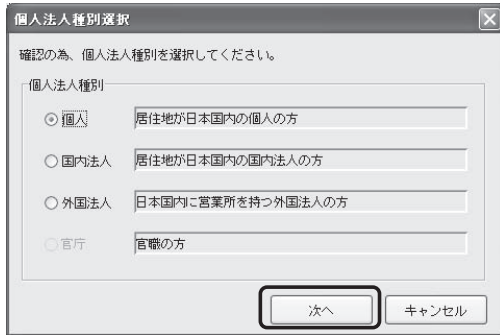 個人法人種別選択
確認の為、個人法人種別を選択してください。
個人法人種別
個人 居住地が日本国内の個人の方
国内法人 居住地が日本国内の国内法人の方
外国法人 日本国内に営業所を持つ外国法人の方
官庁 官職の方
次へ キャンセル